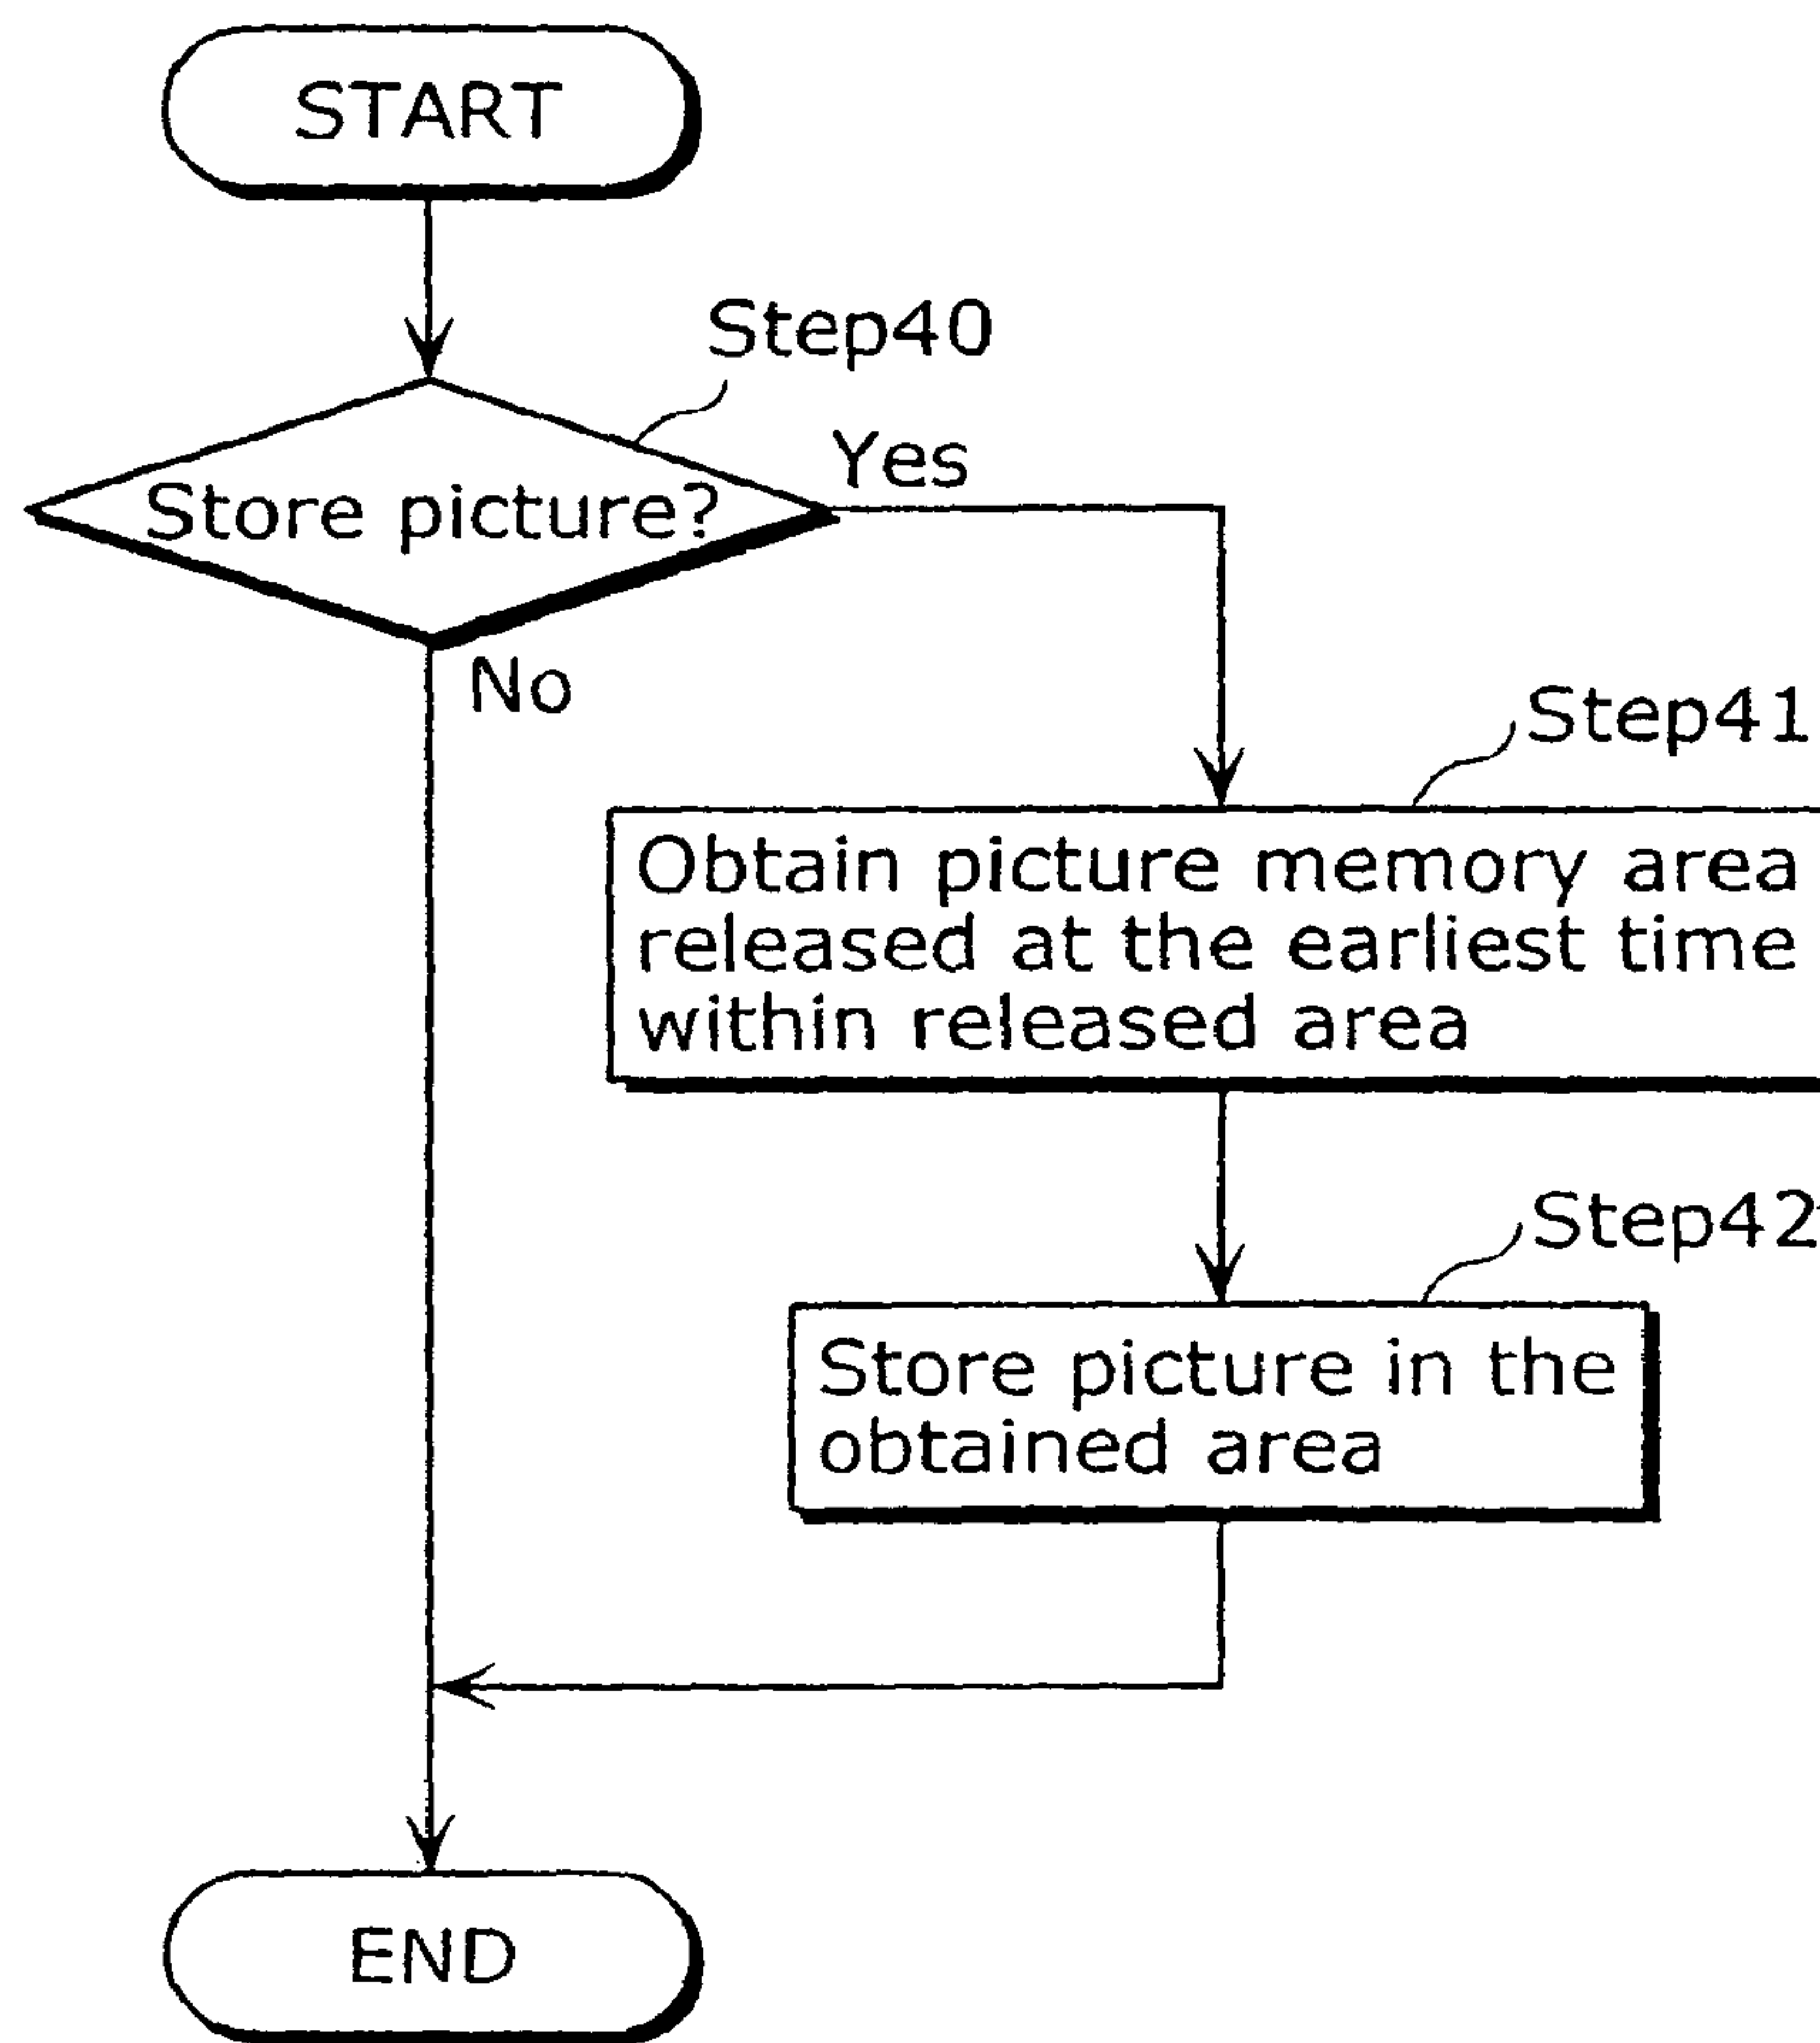 START
Step40
Store picture?
Yes
No
Step41
Obtain picture memory area
released at the earliest time
within released area
Step42
Store picture in the
obtained area
END